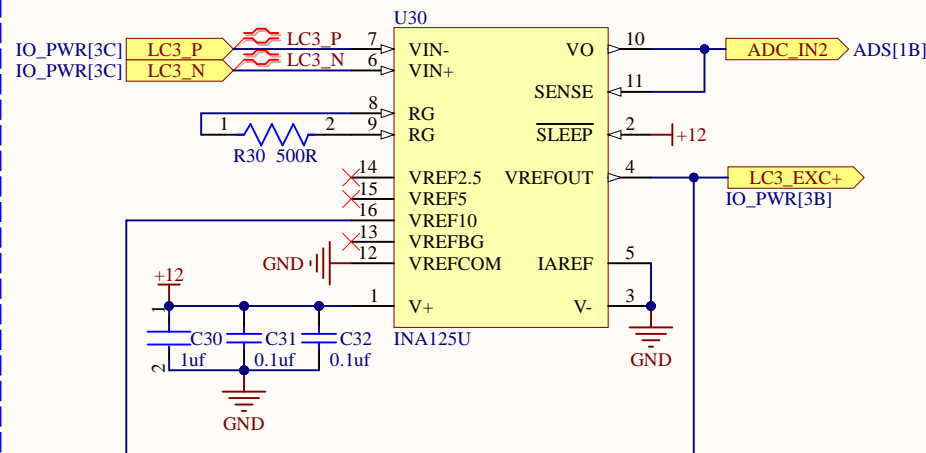 U30
IO_PWR[3C] LC3_P LC3_P 7 VIN- VO 10 ADC_IN2 ADS[1B]
IO_PWR[3C] LC3_N LC3_N 6 VIN+
SENSE 11
8 RG
1 2 9 RG SLEEP 2 +12
R30 500R
14 VREF2.5 VREFOUT 4 LC3_EXC+
15 VREF5 IO_PWR[3B]
16 VREF10
13 VREFBG
GND 12 VREFCOM IAREF 5
+12
1 1 V+ V- 3
C30 C31 C32 INA125U
2 1uf 0.1uf 0.1uf GND
GND